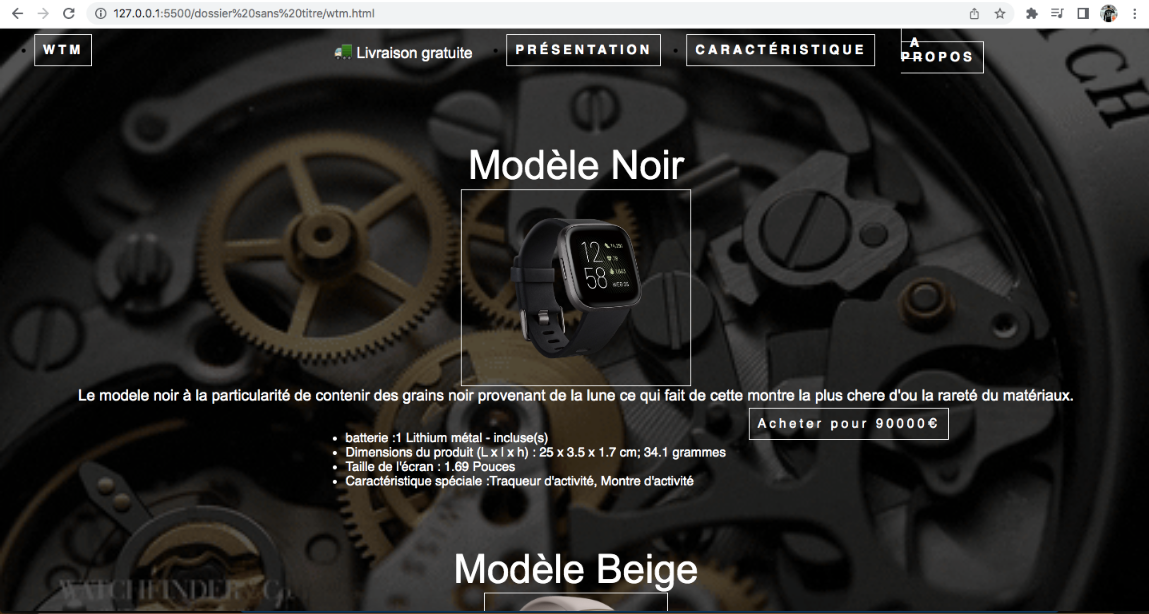 127.0.0.1:5500/dossier%20sans%20titre/wtm.html
WTM
Livraison gratuite
PRÉSENTATION
CARACTÉRISTIQUE
A
PROPOS
CH
Modèle Noir
12
58
WED 26
Le modele noir à la particularité de contenir des grains noir provenant de la lune ce qui fait de cette montre la plus chere d'ou la rareté du matériaux.
Acheter pour 90000€
• batterie :1 Lithium métal - incluse(s)
• Dimensions du produit (L x l x h) : 25 x 3.5 x 1.7 cm; 34.1 grammes
• Taille de l'écran : 1.69 Pouces
• Caractéristique spéciale :Traqueur d'activité, Montre d'activité
Modèle Beige
WATCHFINDER & Co.